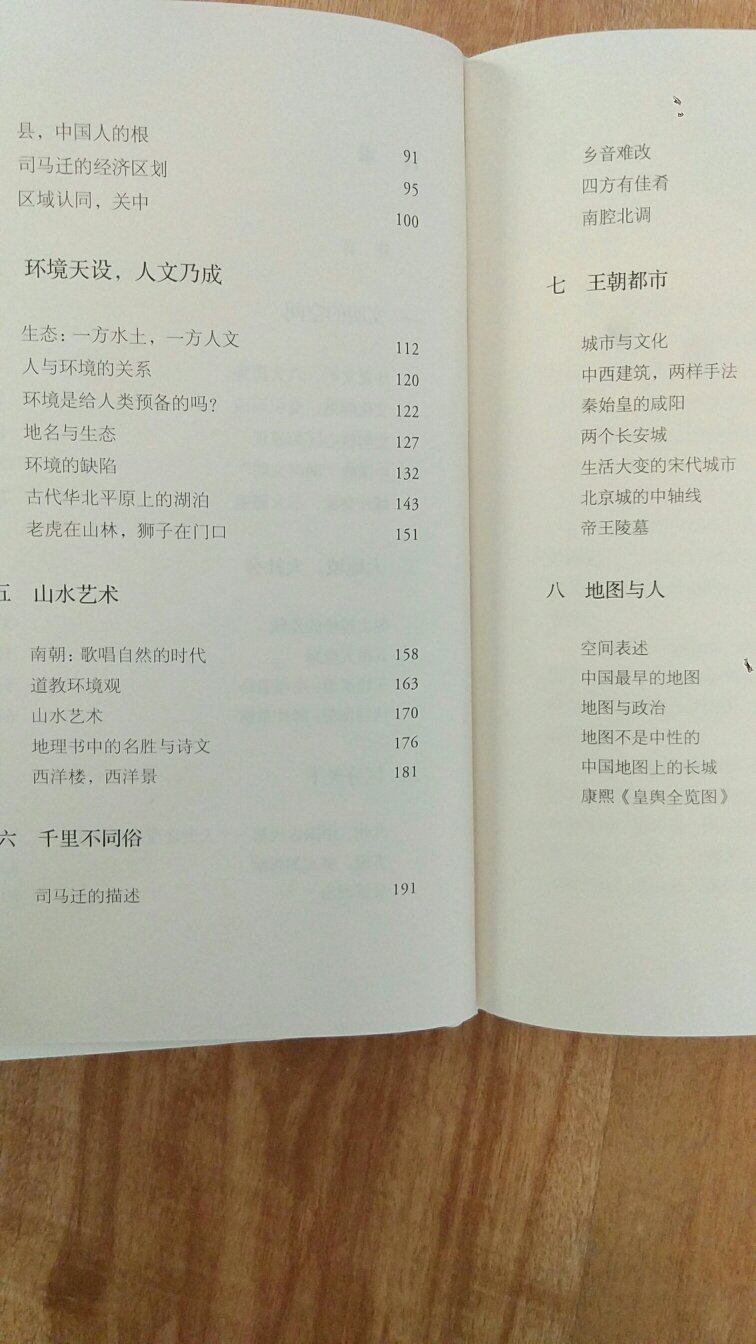 县，中国人的根 91
司马迁的经济区划 95
区域认同，关中 100
环境天设，人文乃成
生态：一方水土，一方人文 112
人与环境的关系 120
环境是给人类预备的吗？ 122
地名与生态 127
环境的缺陷 132
古代华北平原上的湖泊 143
老虎在山林，狮子在门口 151
五 山水艺术
南朝：歌唱自然的时代 158
道教环境观 163
山水艺术 170
地理书中的名胜与诗文 176
西洋楼，西洋景 181
六 千里不同俗
司马迁的描述 191
乡音难改
四方有佳肴
南腔北调
七 王朝都市
城市与文化
中西建筑，两样手法
秦始皇的咸阳
两个长安城
生活大变的宋代城市
北京城的中轴线
帝王陵墓
八 地图与人
空间表述
中国最早的地图
地图与政治
地图不是中性的
中国地图上的长城
康熙《皇舆全览图》